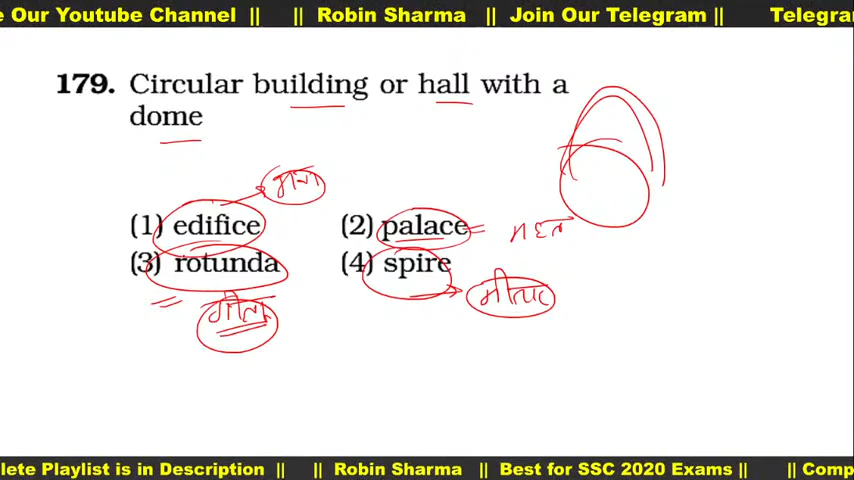 e Our Youtube Channel || || Robin Sharma || Join Our Telegram || Telegra
179. Circular building or hall with a
dome
(1) edifice (2) palace = महल
(3) rotunda (4) spire
= मीनार
lete Playlist is in Description || || Robin Sharma || Best for SSC 2020 Exams || || Comp